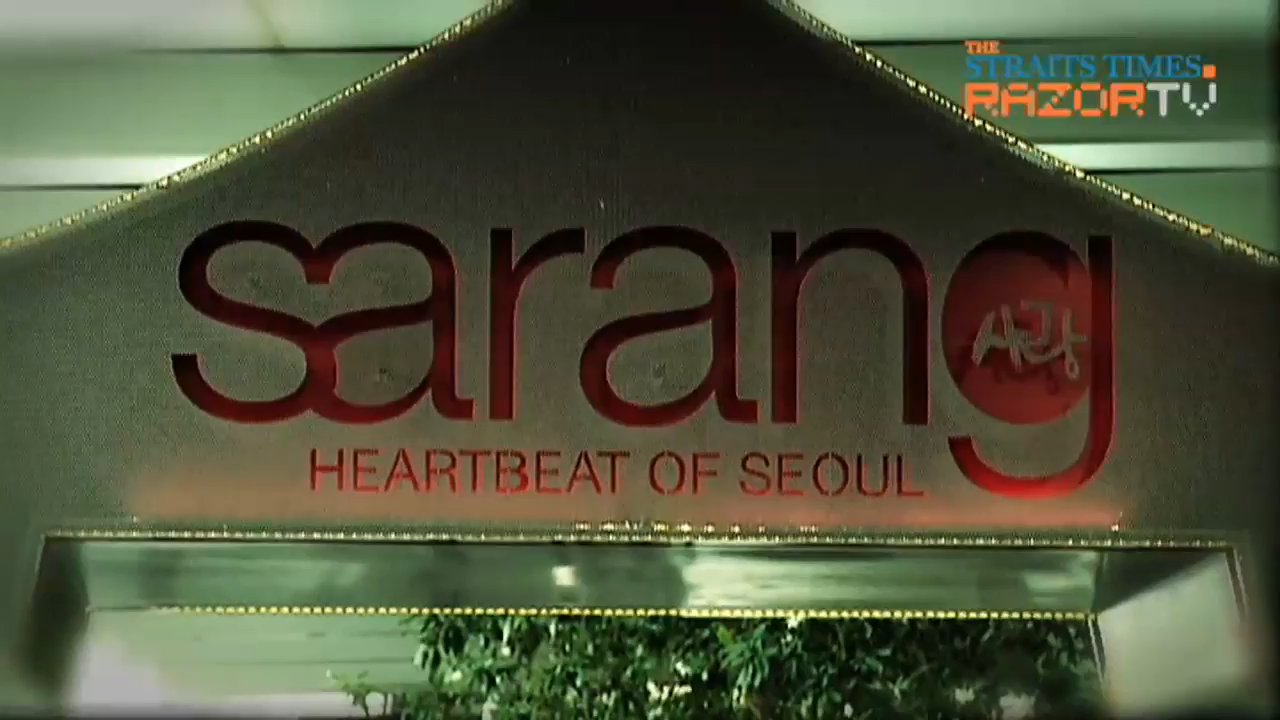 THE
STRAITS TIMES
RAZORTV
sarang
사랑
HEARTBEAT OF SEOUL